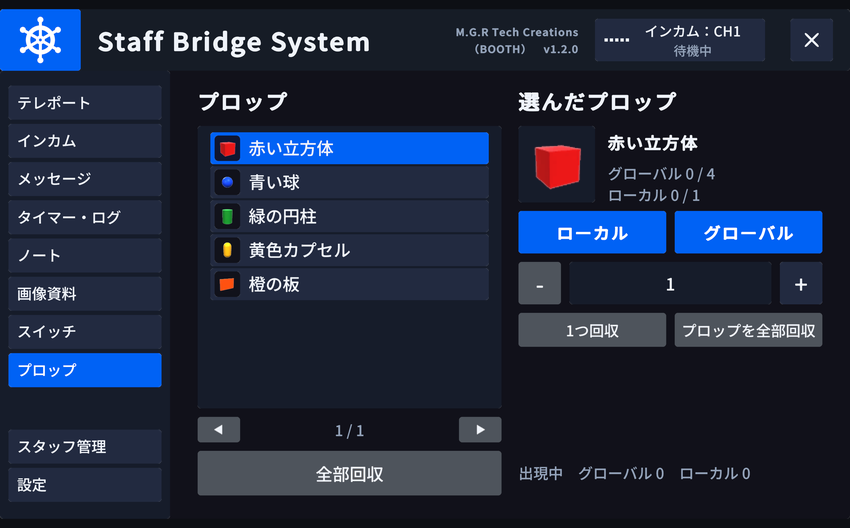 Staff Bridge System
M.G.R Tech Creations
(BOOTH) v1.2.0
インカム：CH1
待機中
テレポート
インカム
メッセージ
タイマー・ログ
ノート
画像資料
スイッチ
プロップ
スタッフ管理
設定
プロップ
赤い立方体
青い球
緑の円柱
黄色カプセル
橙の板
1 / 1
全部回収
選んだプロップ
赤い立方体
グローバル 0 / 4
ローカル 0 / 1
ローカル グローバル
- 1 +
1つ回収 プロップを全部回収
出現中 グローバル 0 ローカル 0